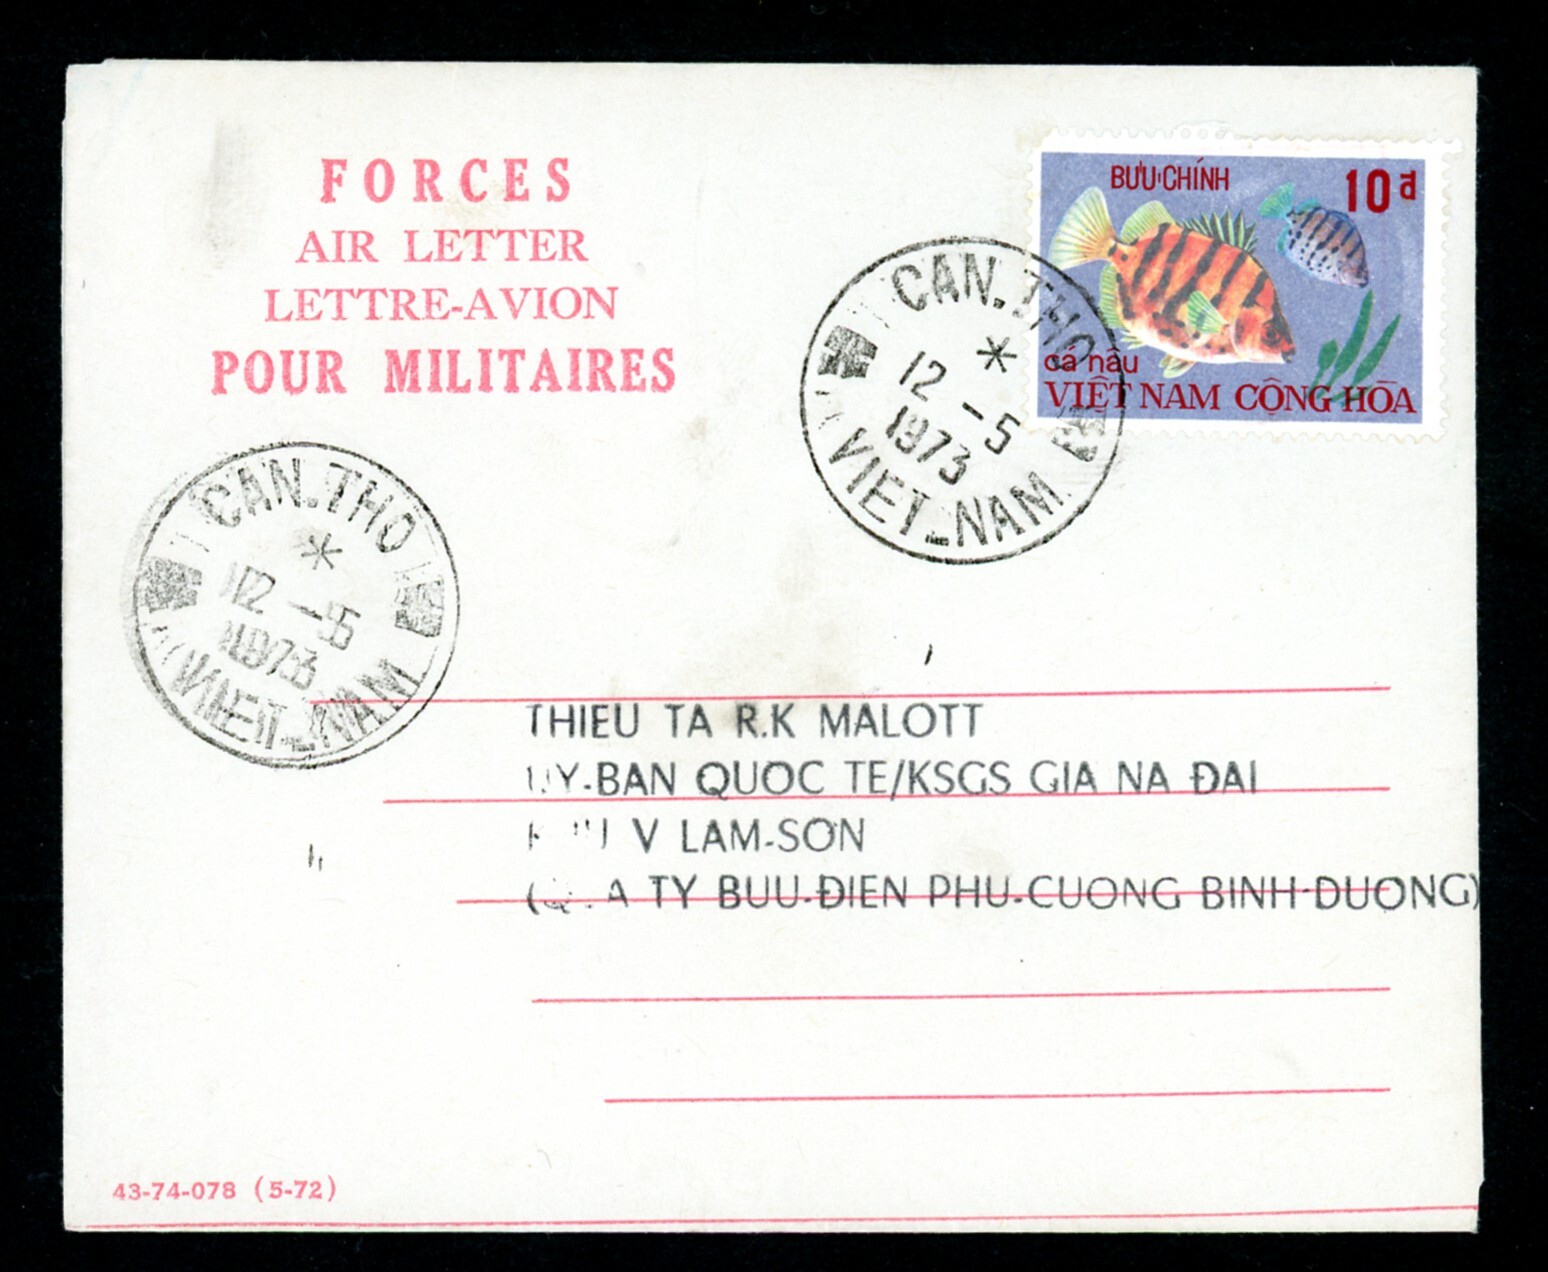 FORCES
AIR LETTER
LETTRE-AVION
POUR MILITAIRES
BƯU-CHÍNH
10đ
cá nâu
VIỆT NAM CỘNG HÒA
CAN.THO
*
12 -5
1973
VIET-NAM
CAN.THO
*
12 -5
1973
VIET-NAM
THIEU TA R.K MALOTT
BAN QUOC TE/KSGS GIA NA ĐAI
V LAM-SON
TY BUU-ĐIEN PHU-CUONG BINH-DUONG)
43-74-078 (5-72)